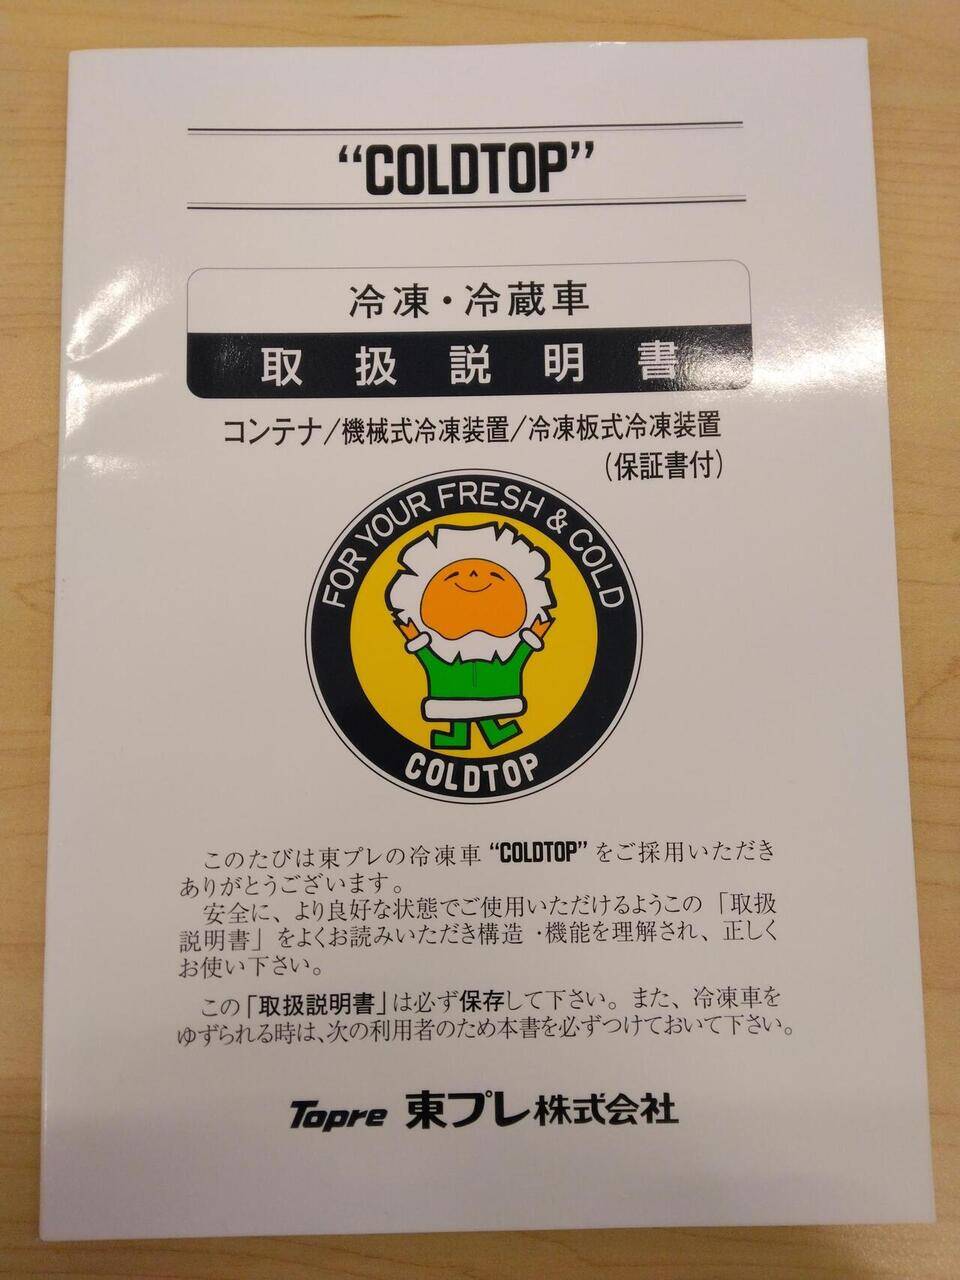 “COLDTOP”
冷凍・冷蔵車
取扱説明書
コンテナ/機械式冷凍装置/冷凍板式冷凍装置
(保証書付)
FOR YOUR FRESH & COLD
COLDTOP
このたびは東プレの冷凍車“COLDTOP”をご採用いただき
ありがとうございます。
安全に、より良好な状態でご使用いただけるようこの「取扱
説明書」をよくお読みいただき構造・機能を理解され、正しく
お使い下さい。
この「取扱説明書」は必ず保存して下さい。また、冷凍車を
ゆずられる時は、次の利用者のため本書を必ずつけておいて下さい。
Topre 東プレ株式会社